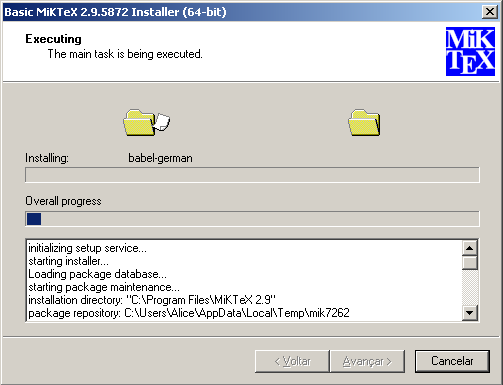 Basic MiKTeX 2.9.5872 Installer (64-bit)
Executing
The main task is being executed.
MiK
TEX
Installing: babel-german
Overall progress
initializing setup service...
starting installer...
Loading package database...
starting package maintenance...
installation directory: "C:\Program Files\MiKTeX 2.9"
package repository: C:\Users\Alice\AppData\Local\Temp\mik7262
< Voltar
Avançar >
Cancelar